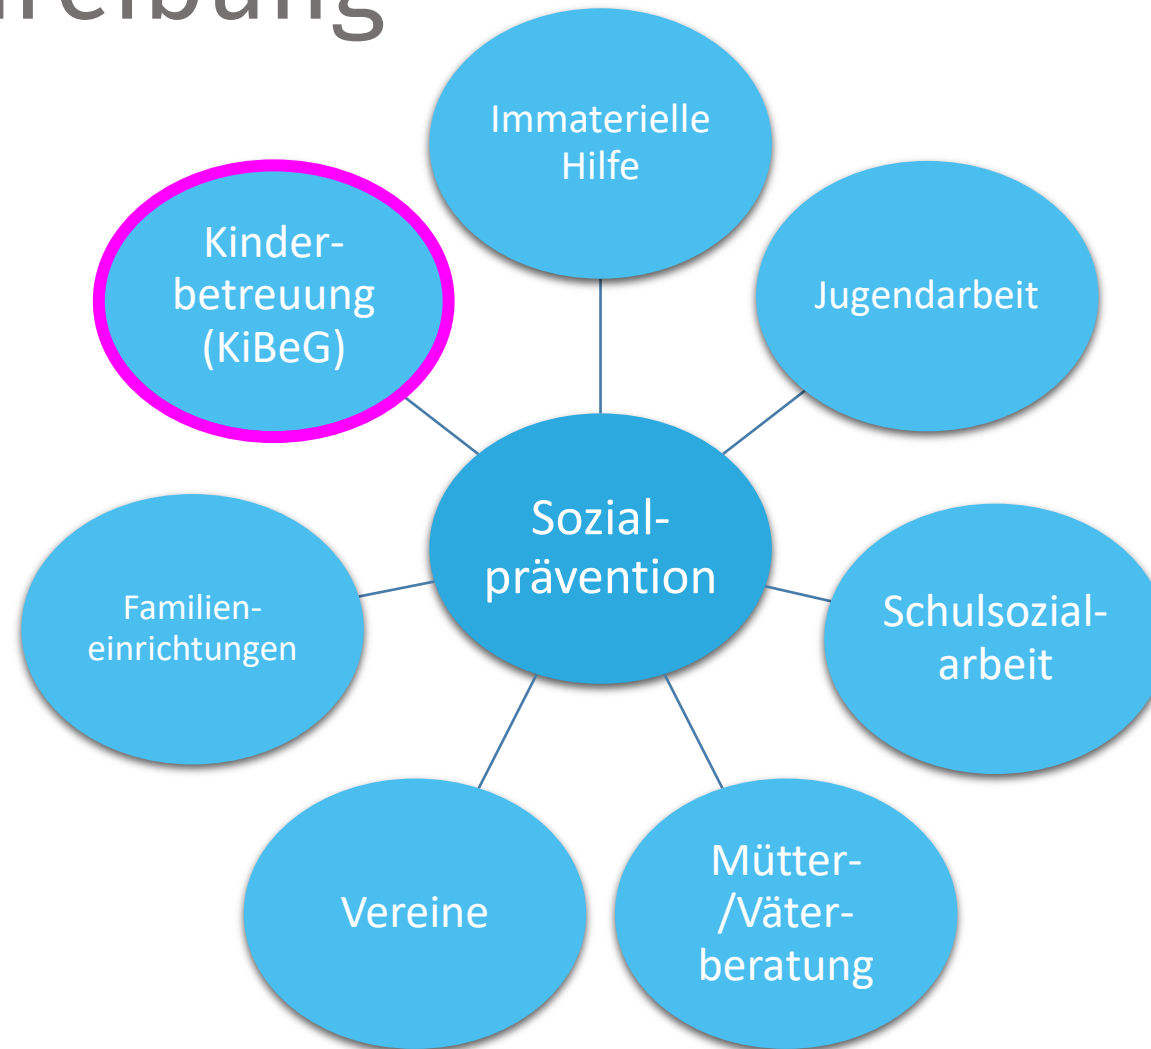 Immaterielle
Hilfe
Jugendarbeit
Schulsozial-
arbeit
Mütter-
/Väter-
beratung
Vereine
Familien-
einrichtungen
Kinder-
betreuung
(KiBeG)
Sozial-
prävention